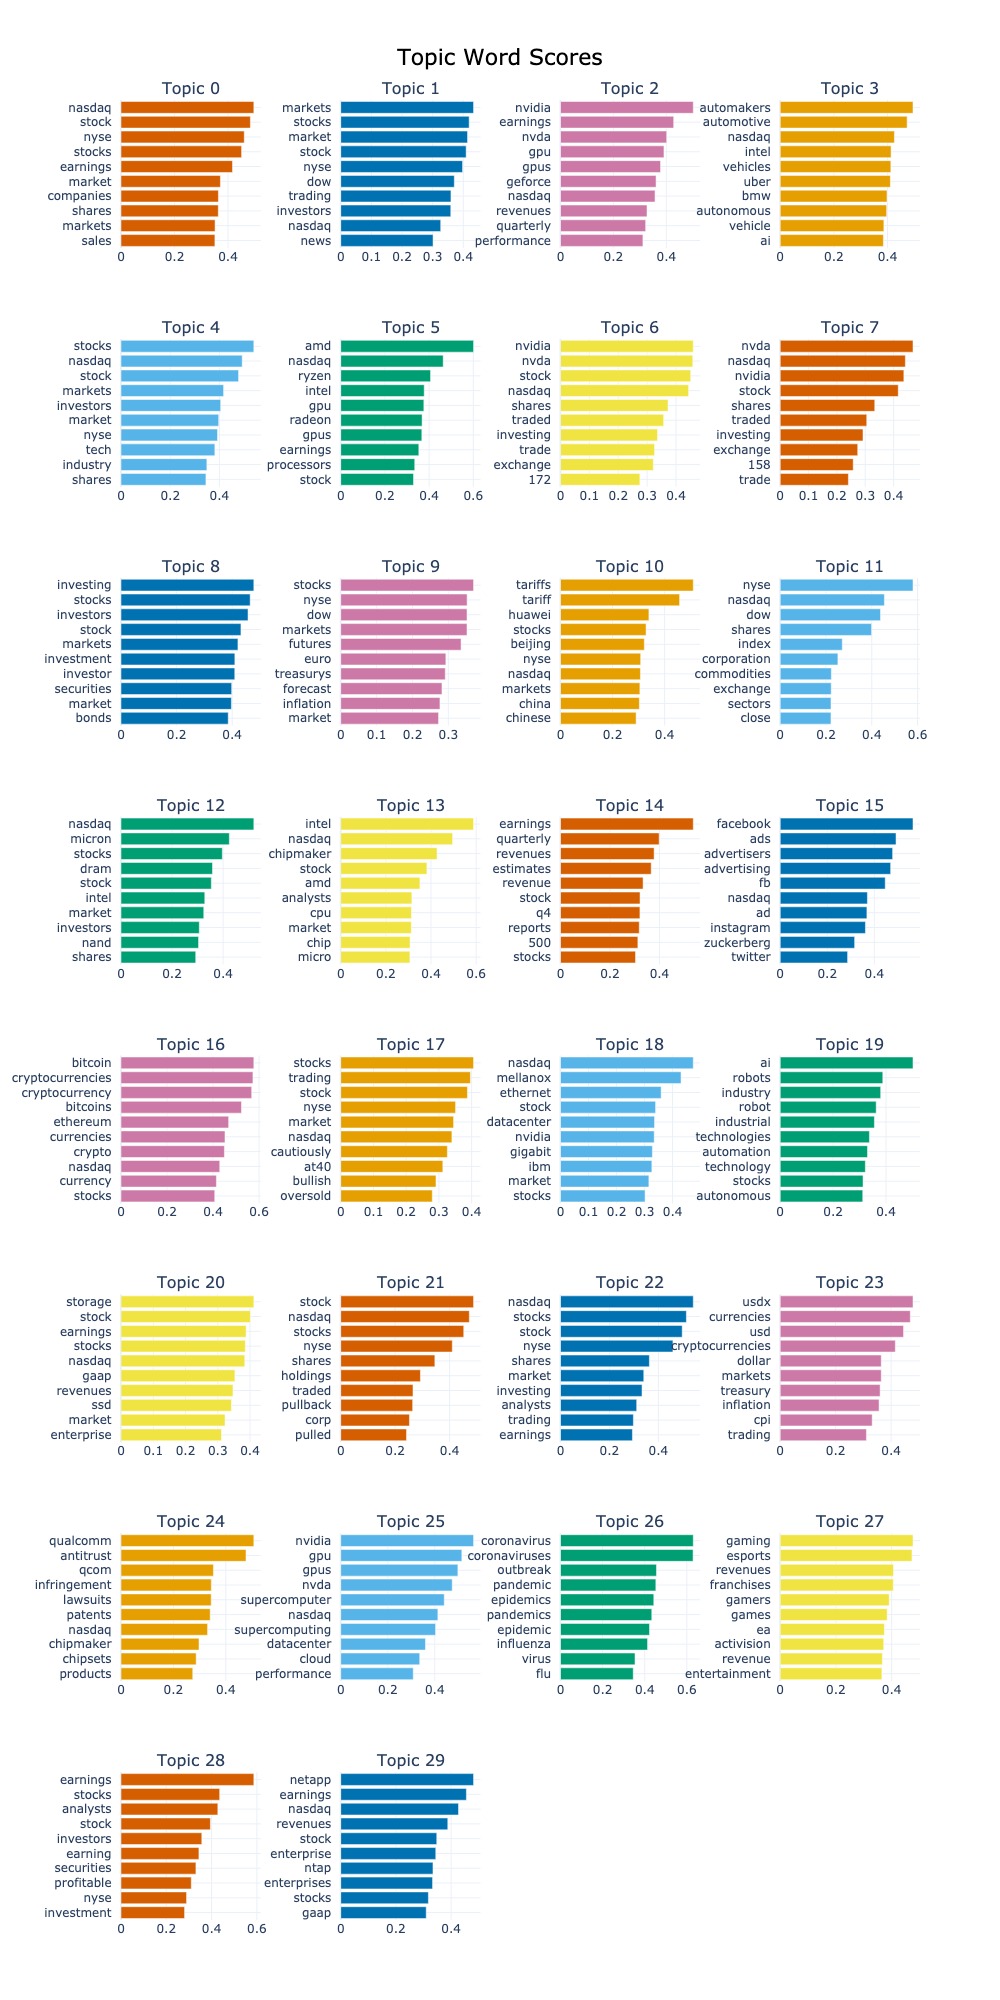 Topic Word Scores
Topic 0
nasdaq
stock
nyse
stocks
earnings
market
companies
shares
markets
sales
0 0.2 0.4
Topic 1
markets
stocks
market
stock
nyse
dow
trading
investors
nasdaq
news
0 0.1 0.2 0.3 0.4
Topic 2
nvidia
earnings
nvda
gpu
gpus
geforce
nasdaq
revenues
quarterly
performance
0 0.2 0.4
Topic 3
automakers
automotive
nasdaq
intel
vehicles
uber
bmw
autonomous
vehicle
ai
0 0.2 0.4
Topic 4
stocks
nasdaq
stock
markets
investors
market
nyse
tech
industry
shares
0 0.2 0.4
Topic 5
amd
nasdaq
ryzen
intel
gpu
radeon
gpus
earnings
processors
stock
0 0.2 0.4 0.6
Topic 6
nvidia
nvda
stock
nasdaq
shares
traded
investing
trade
exchange
172
0 0.1 0.2 0.3 0.4
Topic 7
nvda
nasdaq
nvidia
stock
shares
traded
investing
exchange
158
trade
0 0.1 0.2 0.3 0.4
Topic 8
investing
stocks
investors
stock
markets
investment
investor
securities
market
bonds
0 0.2 0.4
Topic 9
stocks
nyse
dow
markets
futures
euro
treasurys
forecast
inflation
market
0 0.1 0.2 0.3
Topic 10
tariffs
tariff
huawei
stocks
beijing
nyse
nasdaq
markets
china
chinese
0 0.2 0.4
Topic 11
nyse
nasdaq
dow
shares
index
corporation
commodities
exchange
sectors
close
0 0.2 0.4 0.6
Topic 12
nasdaq
micron
stocks
dram
stock
intel
market
investors
nand
shares
0 0.2 0.4
Topic 13
intel
nasdaq
chipmaker
stock
amd
analysts
cpu
market
chip
micro
0 0.2 0.4 0.6
Topic 14
earnings
quarterly
revenues
estimates
revenue
stock
q4
reports
500
stocks
0 0.2 0.4
Topic 15
facebook
ads
advertisers
advertising
fb
nasdaq
ad
instagram
zuckerberg
twitter
0 0.2 0.4
Topic 16
bitcoin
cryptocurrencies
cryptocurrency
bitcoins
ethereum
currencies
crypto
nasdaq
currency
stocks
0 0.2 0.4 0.6
Topic 17
stocks
trading
stock
nyse
market
nasdaq
cautiously
at40
bullish
oversold
0 0.1 0.2 0.3 0.4
Topic 18
nasdaq
mellanox
ethernet
stock
datacenter
nvidia
gigabit
ibm
market
stocks
0 0.1 0.2 0.3 0.4
Topic 19
ai
robots
industry
robot
industrial
technologies
automation
technology
stocks
autonomous
0 0.2 0.4
Topic 20
storage
stock
earnings
stocks
nasdaq
gaap
revenues
ssd
market
enterprise
0 0.1 0.2 0.3 0.4
Topic 21
stock
nasdaq
stocks
nyse
shares
holdings
traded
pullback
corp
pulled
0 0.2 0.4
Topic 22
nasdaq
stocks
stock
nyse
shares
market
investing
analysts
trading
earnings
0 0.2 0.4
Topic 23
usdx
currencies
usd
cryptocurrencies
dollar
markets
treasury
inflation
cpi
trading
0 0.2 0.4
Topic 24
qualcomm
antitrust
qcom
infringement
lawsuits
patents
nasdaq
chipmaker
chipsets
products
0 0.2 0.4
Topic 25
nvidia
gpu
gpus
nvda
supercomputer
nasdaq
supercomputing
datacenter
cloud
performance
0 0.2 0.4
Topic 26
coronavirus
coronaviruses
outbreak
pandemic
epidemics
pandemics
epidemic
influenza
virus
flu
0 0.2 0.4 0.6
Topic 27
gaming
esports
revenues
franchises
gamers
games
ea
activision
revenue
entertainment
0 0.2 0.4
Topic 28
earnings
stocks
analysts
stock
investors
earning
securities
profitable
nyse
investment
0 0.2 0.4 0.6
Topic 29
netapp
earnings
nasdaq
revenues
stock
enterprise
ntap
enterprises
stocks
gaap
0 0.2 0.4